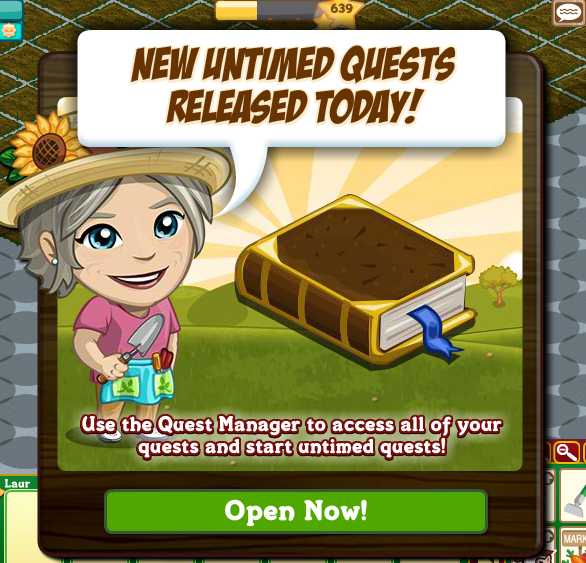 639
NEW UNTIMED QUESTS
RELEASED TODAY!
Use the Quest Manager to access all of your
quests and start untimed quests!
Laur
Open Now!
MARK